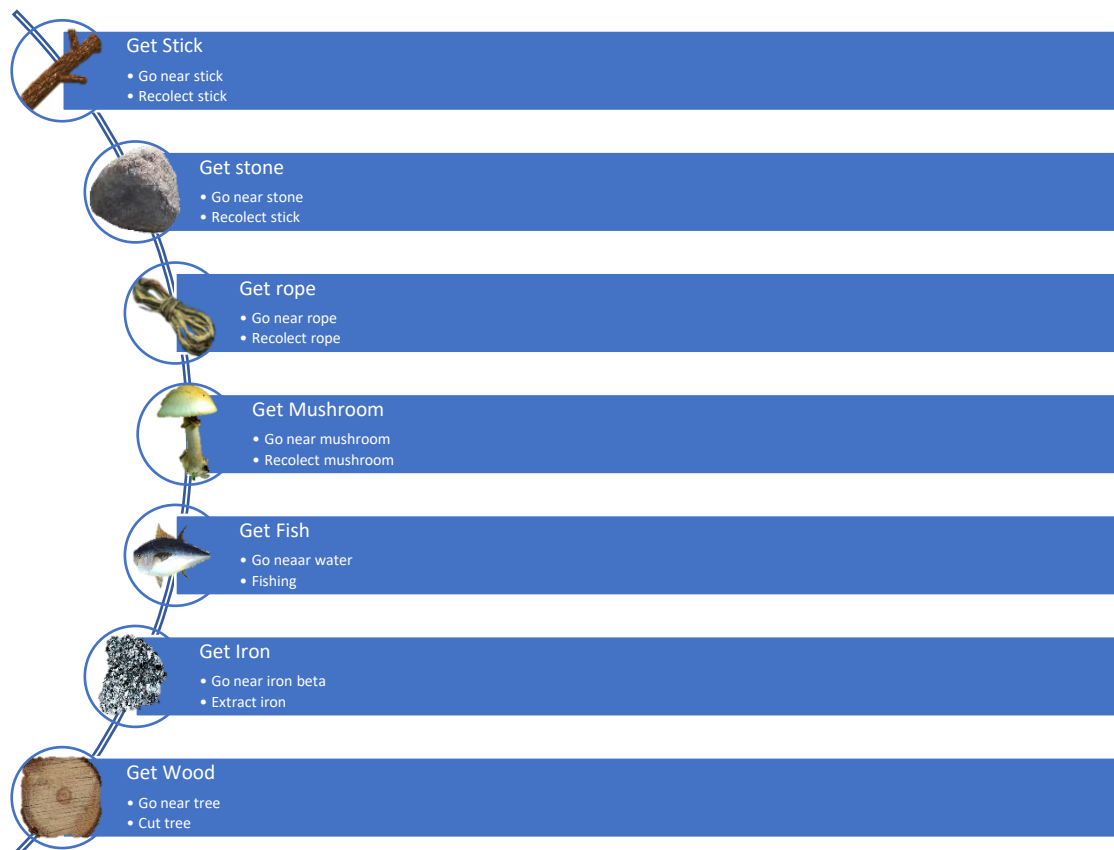 Get Stick
• Go near stick
• Recolect stick
Get stone
• Go near stone
• Recolect stick
Get rope
• Go near rope
• Recolect rope
Get Mushroom
• Go near mushroom
• Recolect mushroom
Get Fish
• Go neaar water
• Fishing
Get Iron
• Go near iron beta
• Extract iron
Get Wood
• Go near tree
• Cut tree